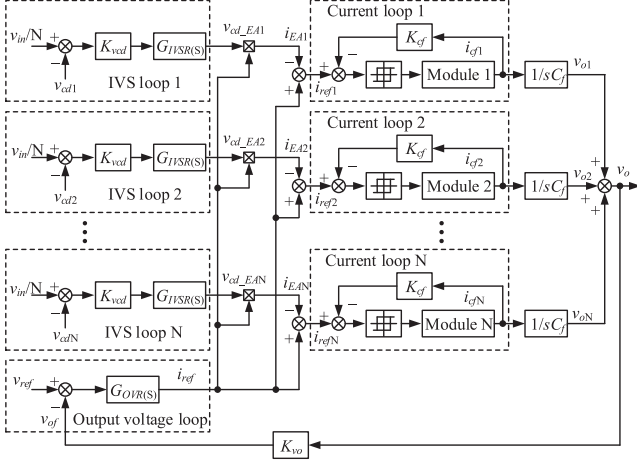 v_cd_EA1
i_EA1
Current loop 1
v_in/N + − K_vcd G_IVSR(S)
v_cd1
IVS loop 1
− + i_ref1 − K_cf i_cf1
Module 1 1/sC_f v_o1
v_cd_EA2
i_EA2
Current loop 2
v_in/N + − K_vcd G_IVSR(S)
v_cd2
IVS loop 2
− + i_ref2 − K_cf i_cf2
Module 2 1/sC_f v_o2 + + + v_o
v_cd_EAN
i_EAN
Current loop N
v_in/N + − K_vcd G_IVSR(S)
v_cdN
IVS loop N
− + i_refN − K_cf i_cfN
Module N 1/sC_f v_oN
v_ref + − G_OVR(S) i_ref
v_of
Output voltage loop
K_vo